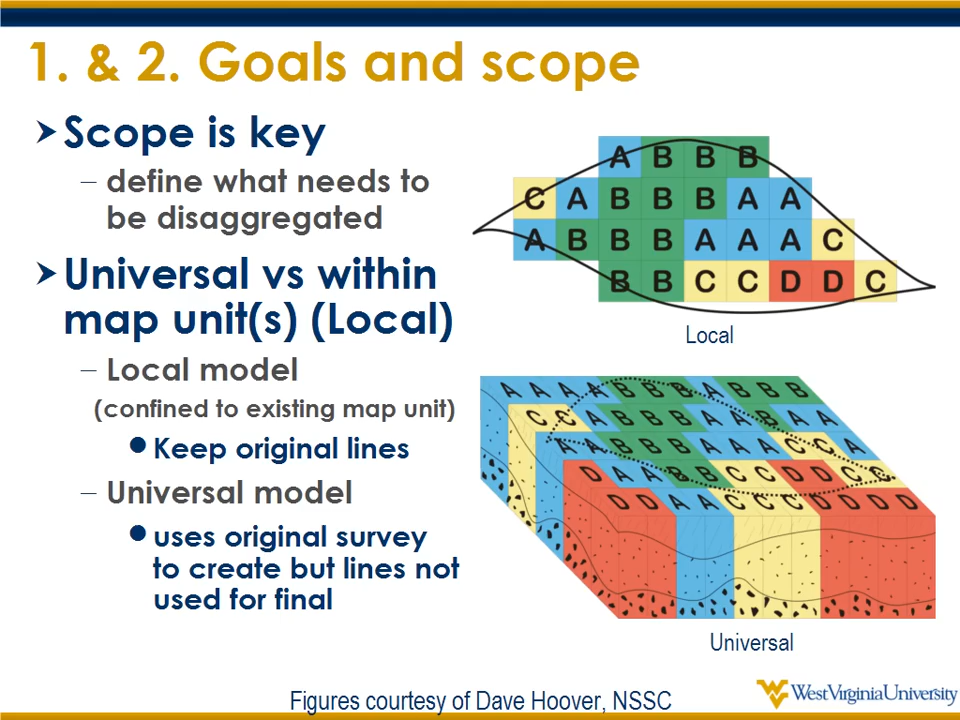 1. & 2. Goals and scope
Scope is key
– define what needs to
be disaggregated
Universal vs within
map unit(s) (Local)
– Local model
(confined to existing map unit)
Keep original lines
– Universal model
uses original survey
to create but lines not
used for final
A B B B
C A B B B A A
A B B B A A A C
B B C C D D C
Local
A A A A B B B A B B B
C C A B B B A A B A A
A A B B B A A A C C A
D A A B B C C D D C C
D D A A C C C D D D D
Universal
Figures courtesy of Dave Hoover, NSSC
West Virginia University